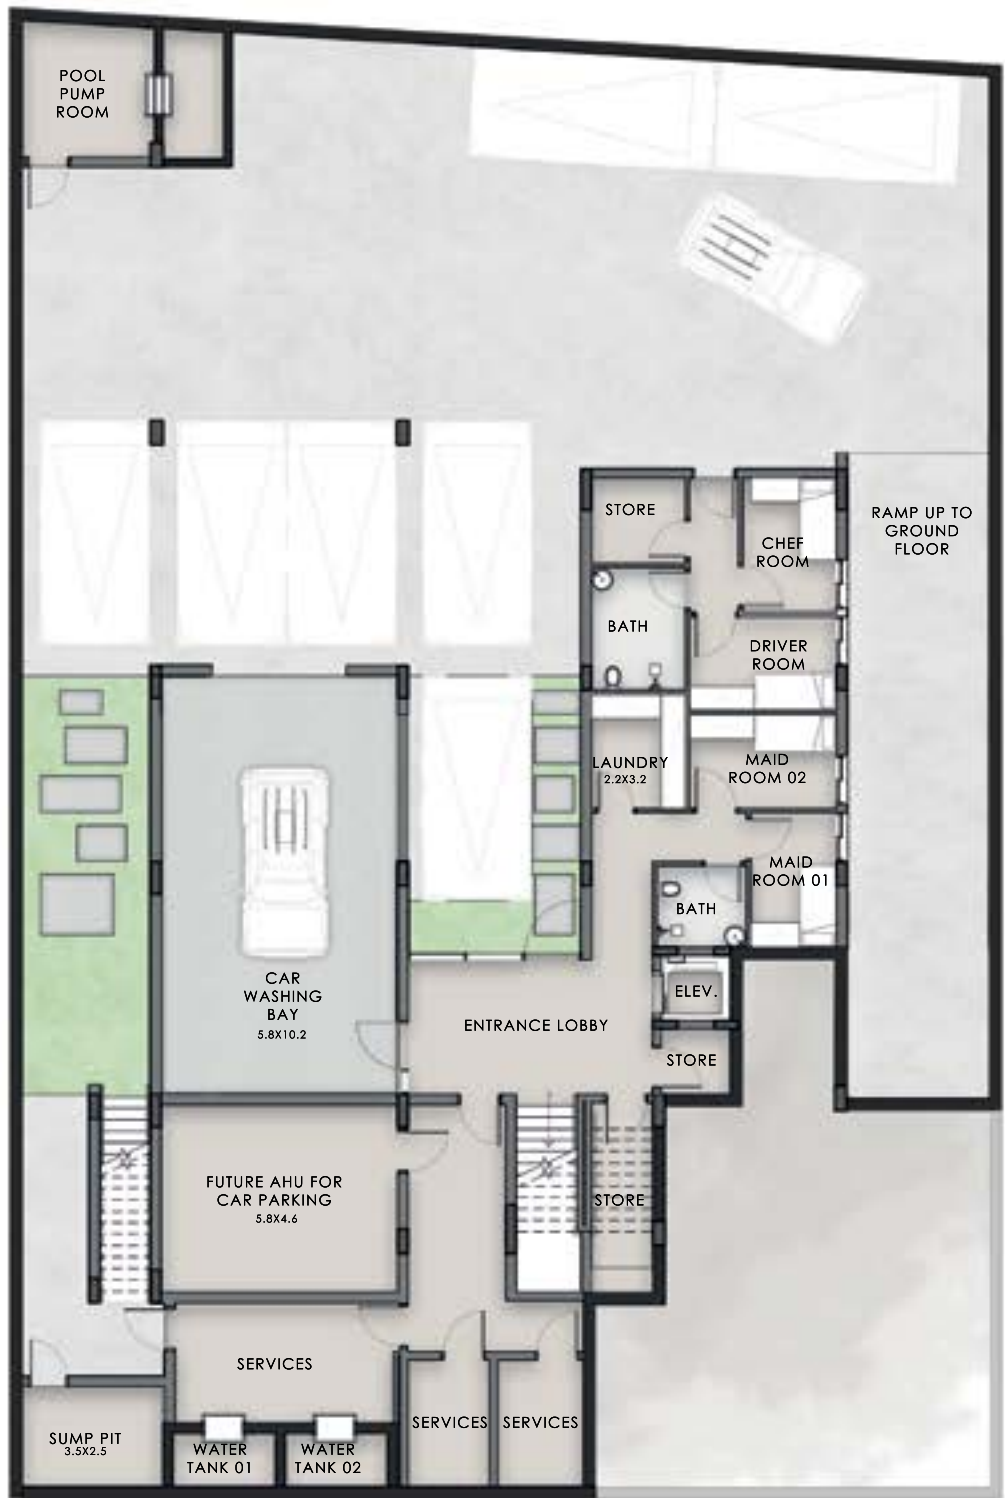 POOL
PUMP
ROOM
STORE
CHEF
ROOM
RAMP UP TO
GROUND
FLOOR
BATH
DRIVER
ROOM
LAUNDRY
2.2X3.2
MAID
ROOM 02
MAID
ROOM 01
BATH
CAR
WASHING
BAY
5.8X10.2
ELEV.
ENTRANCE LOBBY
STORE
FUTURE AHU FOR
CAR PARKING
5.8X4.6
STORE
SERVICES
SUMP PIT
3.5X2.5
WATER
TANK 01
WATER
TANK 02
SERVICES
SERVICES